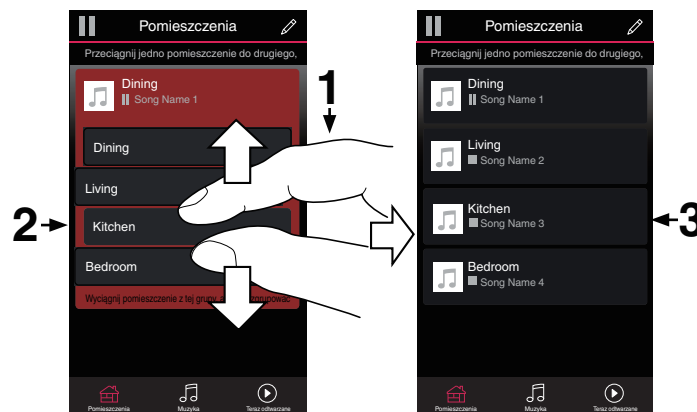 Pomieszczenia
Przeciągnij jedno pomieszczenie do drugiego,
Dining
Song Name 1
Dining
Living
Kitchen
Bedroom
Wyciągnij pomieszczenie z tej grupy, a zgrupować
Pomieszczenia
Muzyka
Teraz odtwarzane
1
2
Pomieszczenia
Przeciągnij jedno pomieszczenie do drugiego,
Dining
Song Name 1
Living
Song Name 2
Kitchen
Song Name 3
Bedroom
Song Name 4
Pomieszczenia
Muzyka
Teraz odtwarzane
3